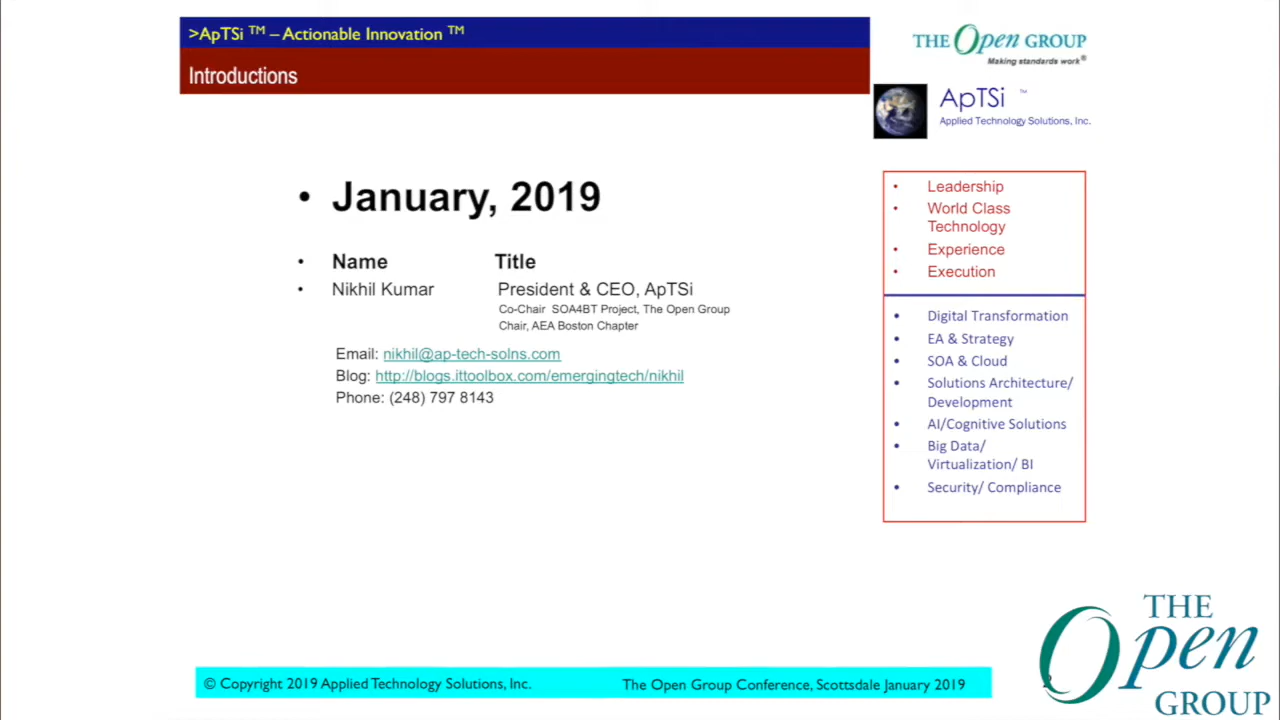 >ApTSi ™ – Actionable Innovation ™
Introductions
THE Open GROUP
Making standards work®
ApTSi ™
Applied Technology Solutions, Inc.
• January, 2019
• Name Title
• Nikhil Kumar President & CEO, ApTSi
Co-Chair SOA4BT Project, The Open Group
Chair, AEA Boston Chapter
Email: nikhil@ap-tech-solns.com
Blog: http://blogs.ittoolbox.com/emergingtech/nikhil
Phone: (248) 797 8143
• Leadership
• World Class
Technology
• Experience
• Execution
• Digital Transformation
• EA & Strategy
• SOA & Cloud
• Solutions Architecture/
Development
• AI/Cognitive Solutions
• Big Data/
Virtualization/ BI
• Security/ Compliance
© Copyright 2019 Applied Technology Solutions, Inc. The Open Group Conference, Scottsdale January 2019
THE
Open
GROUP